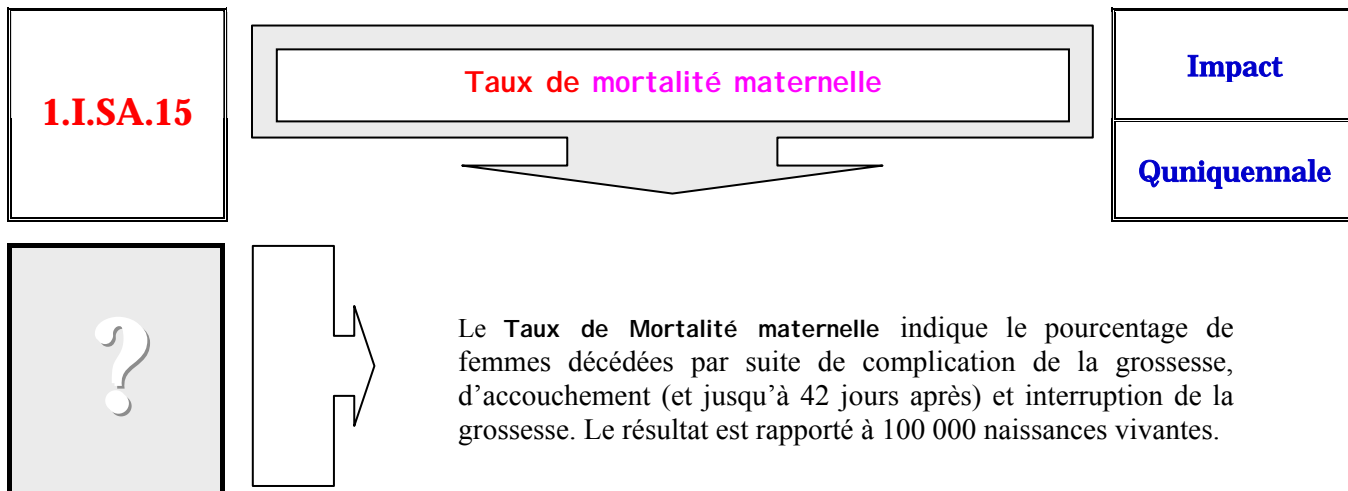 1.I.SA.15
Taux de mortalité maternelle
Impact
Quniquennale
?
Le Taux de Mortalité maternelle indique le pourcentage de
femmes décédées par suite de complication de la grossesse,
d’accouchement (et jusqu’à 42 jours après) et interruption de la
grossesse. Le résultat est rapporté à 100 000 naissances vivantes.